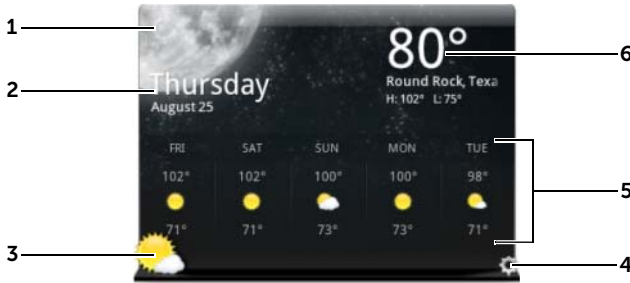 1
2
3
4
5
6
Thursday
August 25
80°
Round Rock, Texa
H: 102° L: 75°
FRI SAT SUN MON TUE
102° 102° 100° 100° 98°
71° 71° 73° 73° 71°